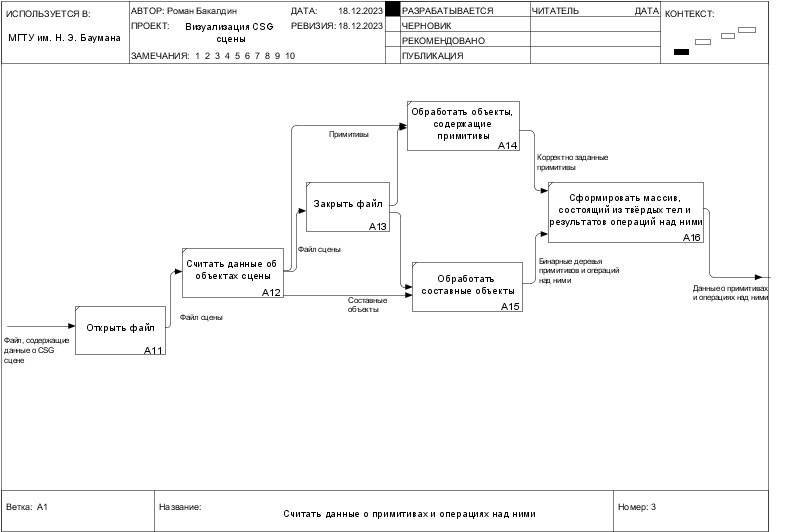 ИСПОЛЬЗУЕТСЯ В:
МГТУ им. Н. Э. Баумана
АВТОР: Роман Бакалдин
ДАТА: 18.12.2023
ПРОЕКТ: Визуализация CSG
сцены
РЕВИЗИЯ: 18.12.2023
ЗАМЕЧАНИЯ: 1 2 3 4 5 6 7 8 9 10
РАЗРАБАТЫВАЕТСЯ
ЧЕРНОВИК
РЕКОМЕНДОВАНО
ПУБЛИКАЦИЯ
ЧИТАТЕЛЬ
ДАТА
КОНТЕКСТ:
Обработать объекты,
содержащие
примитивы
A14
Примитивы
Корректно заданные
примитивы
Закрыть файл
A13
Сформировать массив,
состоящий из твёрдых тел и
результатов операций над ними
A16
Файл сцены
Считать данные об
объектах сцены
A12
Обработать
составные объекты
A15
Бинарные деревья
примитивов и операций
над ними
Данные о примитивах
и операциях над ними
Составные
объекты
Файл сцены
Открыть файл
A11
Файл, содержащие
данные о CSG
сцене
Ветка: A1
Название:
Считать данные о примитивах и операциях над ними
Номер: 3